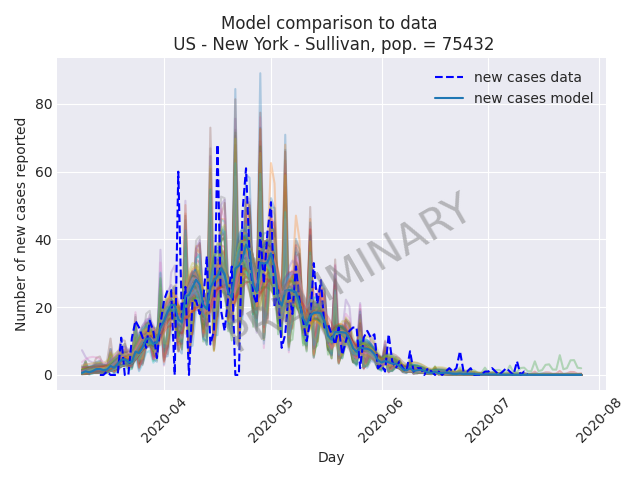 Model comparison to data
US - New York - Sullivan, pop. = 75432
new cases data
new cases model
Number of new cases reported
80
60
40
20
0
PRELIMINARY
2020-04
2020-05
2020-06
2020-07
2020-08
Day